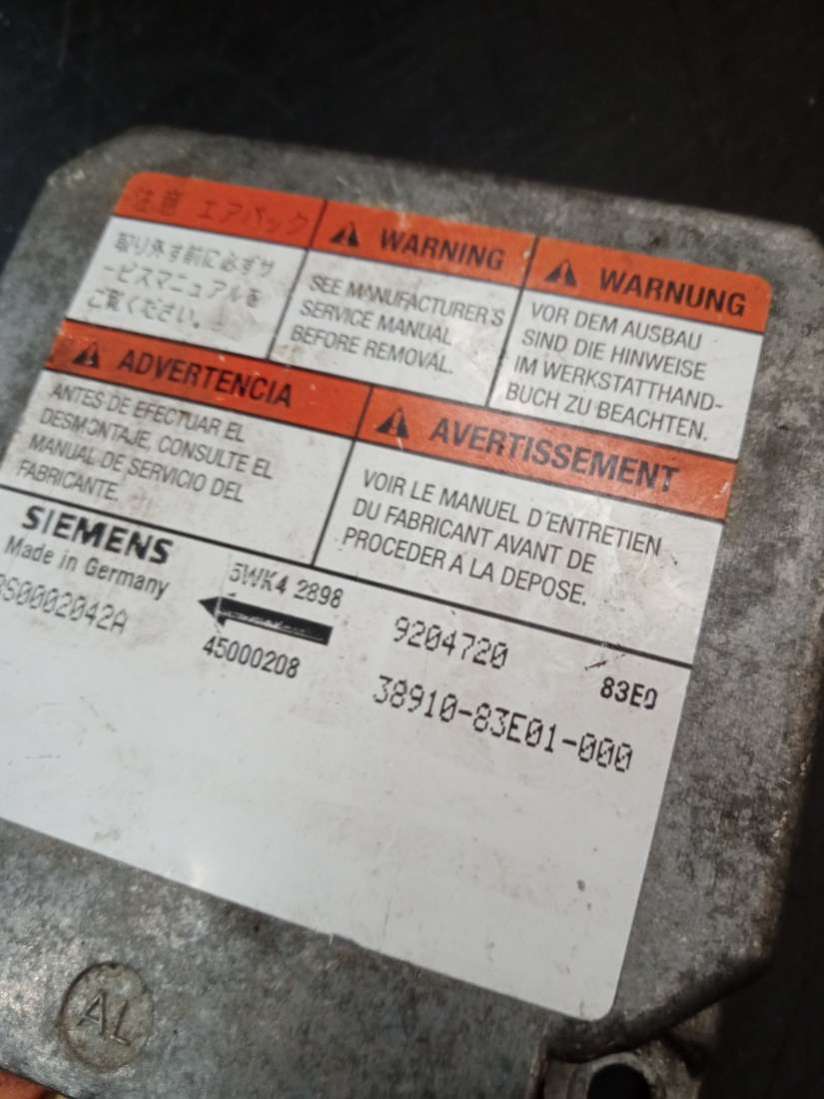 注意 エアバッグ
取り外す前に必ずサ
ービスマニュアルを
ご覧ください。
WARNING
SEE MANUFACTURER'S
SERVICE MANUAL
BEFORE REMOVAL.
WARNUNG
VOR DEM AUSBAU
SIND DIE HINWEISE
IM WERKSTATTHAND-
BUCH ZU BEACHTEN.
ADVERTENCIA
ANTES DE EFECTUAR EL
DESMONTAJE, CONSULTE EL
MANUAL DE SERVICIO DEL
FABRICANTE.
AVERTISSEMENT
VOIR LE MANUEL D'ENTRETIEN
DU FABRICANT AVANT DE
PROCEDER A LA DEPOSE.
SIEMENS
Made in Germany
5WK4 2898
45000208
9204720
83E0
38910-83E01-000
AL